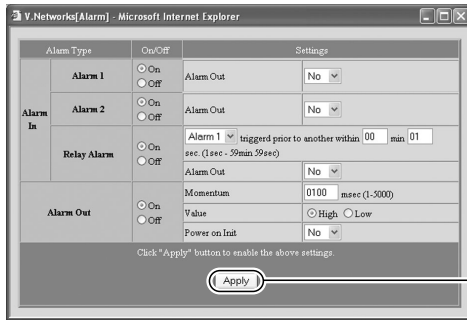 V.Networks[Alarm] - Microsoft Internet Explorer
Alarm Type On/Off Settings
Alarm In
Alarm 1 On Off Alarm Out No
Alarm 2 On Off Alarm Out No
Relay Alarm On Off Alarm 1 triggerd prior to another within 00 min 01
sec. (1sec - 59min 59sec)
Alarm Out No
Alarm Out On Off Momentum 0100 msec (1-5000)
Value High Low
Power on Init No
Click "Apply" button to enable the above settings.
Apply